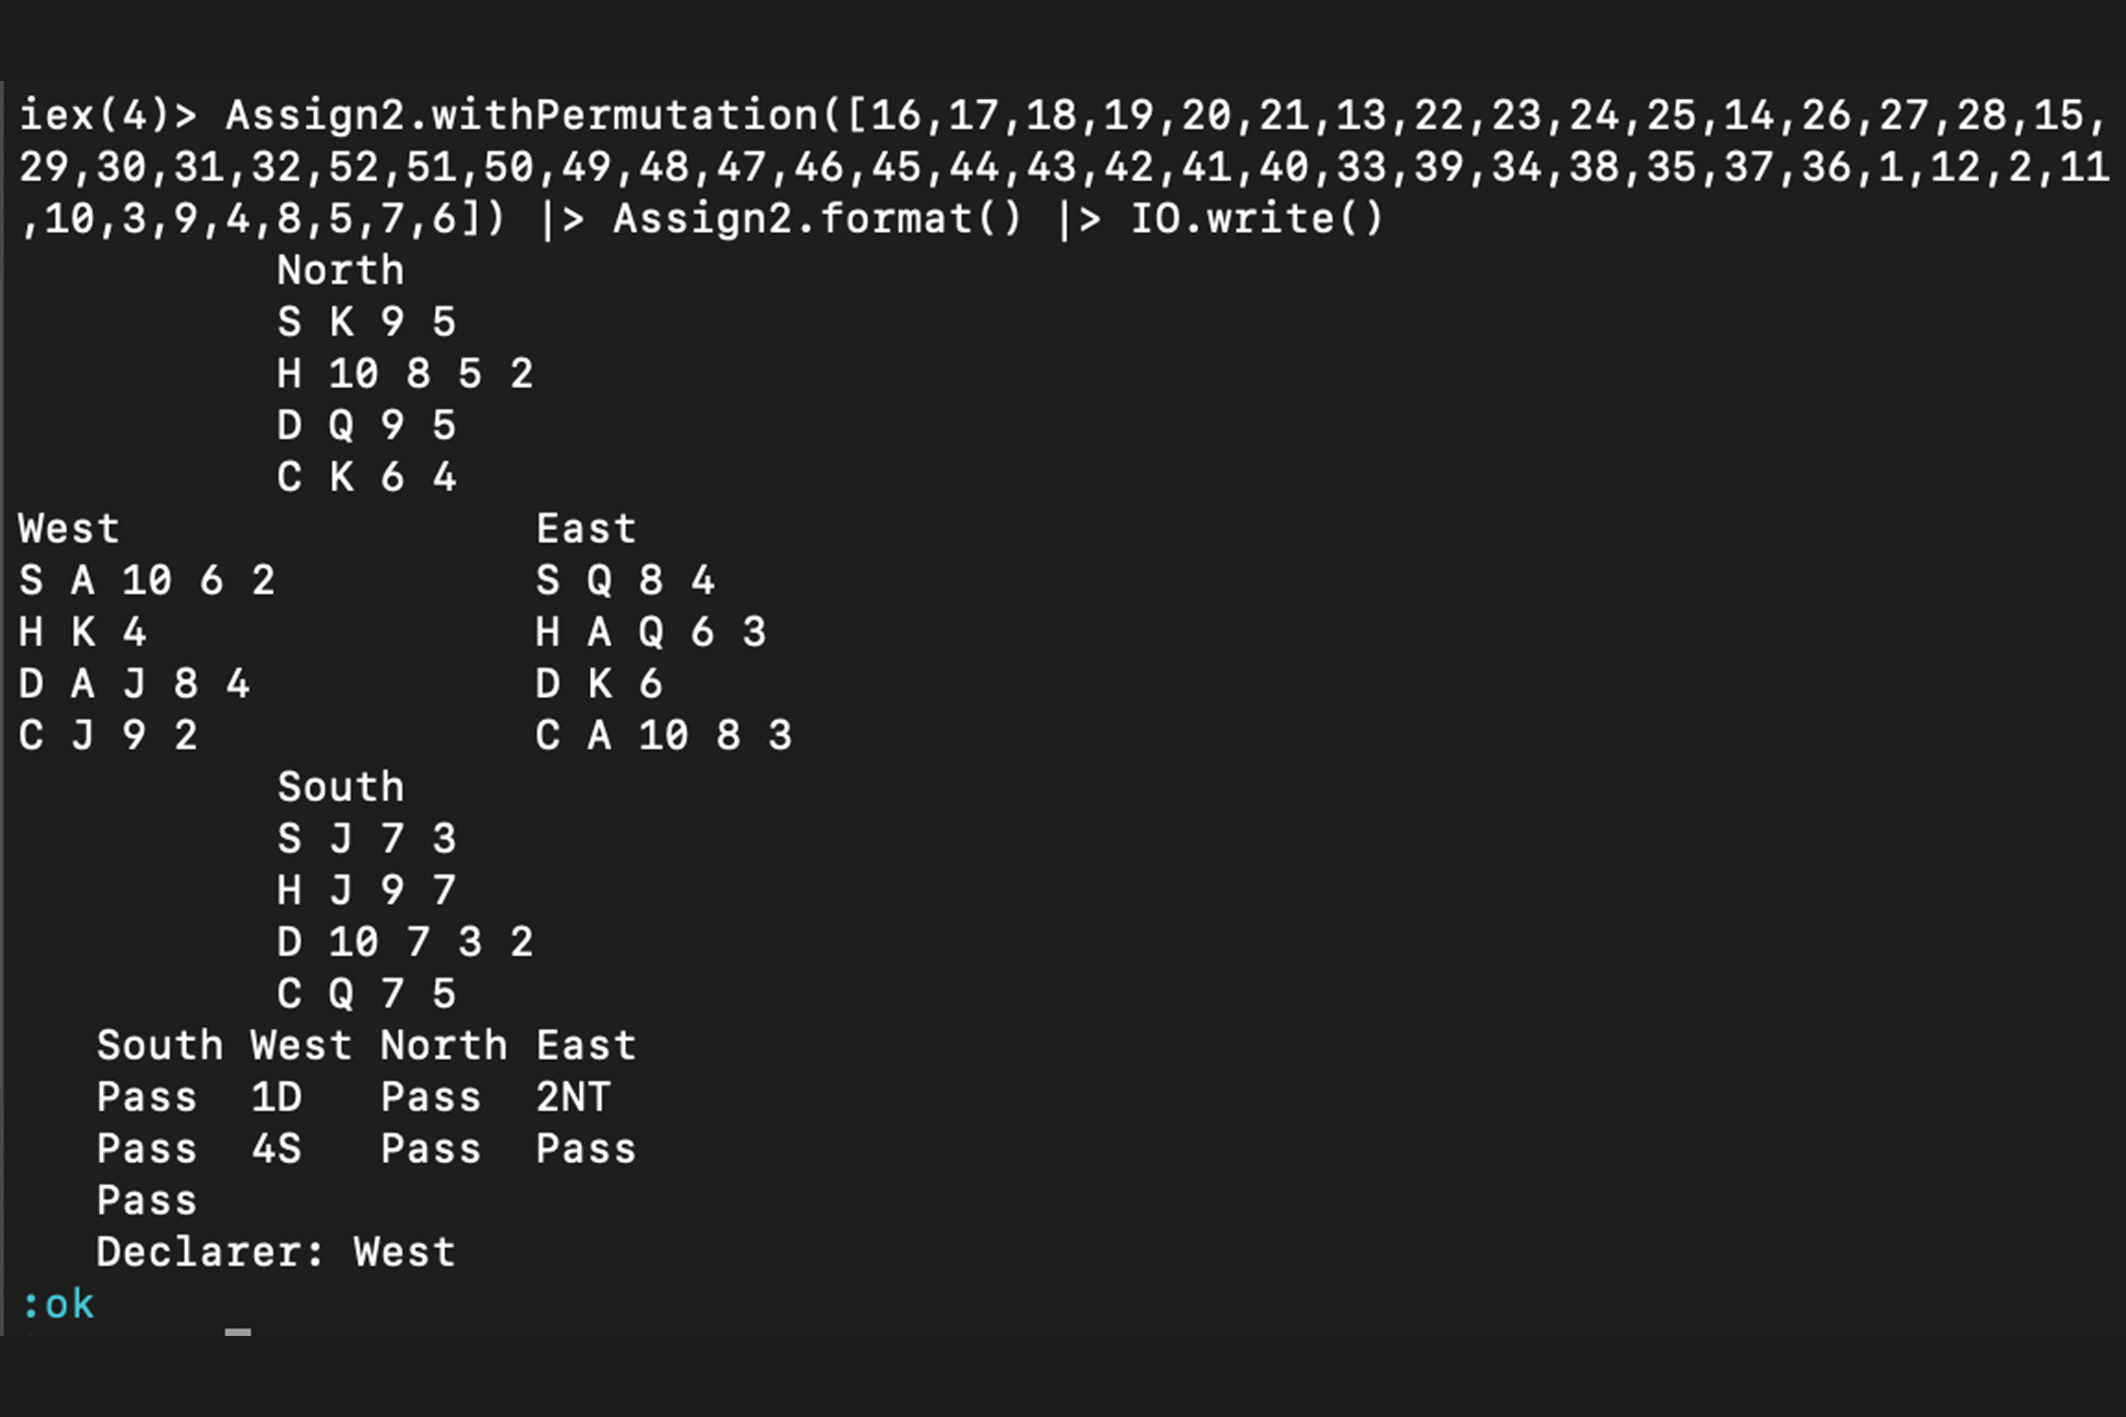 iex(4)> Assign2.withPermutation([16,17,18,19,20,21,13,22,23,24,25,14,26,27,28,15,
29,30,31,32,52,51,50,49,48,47,46,45,44,43,42,41,40,33,39,34,38,35,37,36,1,12,2,11
,10,3,9,4,8,5,7,6]) |> Assign2.format() |> IO.write()
North
S K 9 5
H 10 8 5 2
D Q 9 5
C K 6 4
West East
S A 10 6 2 S Q 8 4
H K 4 H A Q 6 3
D A J 8 4 D K 6
C J 9 2 C A 10 8 3
South
S J 7 3
H J 9 7
D 10 7 3 2
C Q 7 5
South West North East
Pass 1D Pass 2NT
Pass 4S Pass Pass
Pass
Declarer: West
:ok